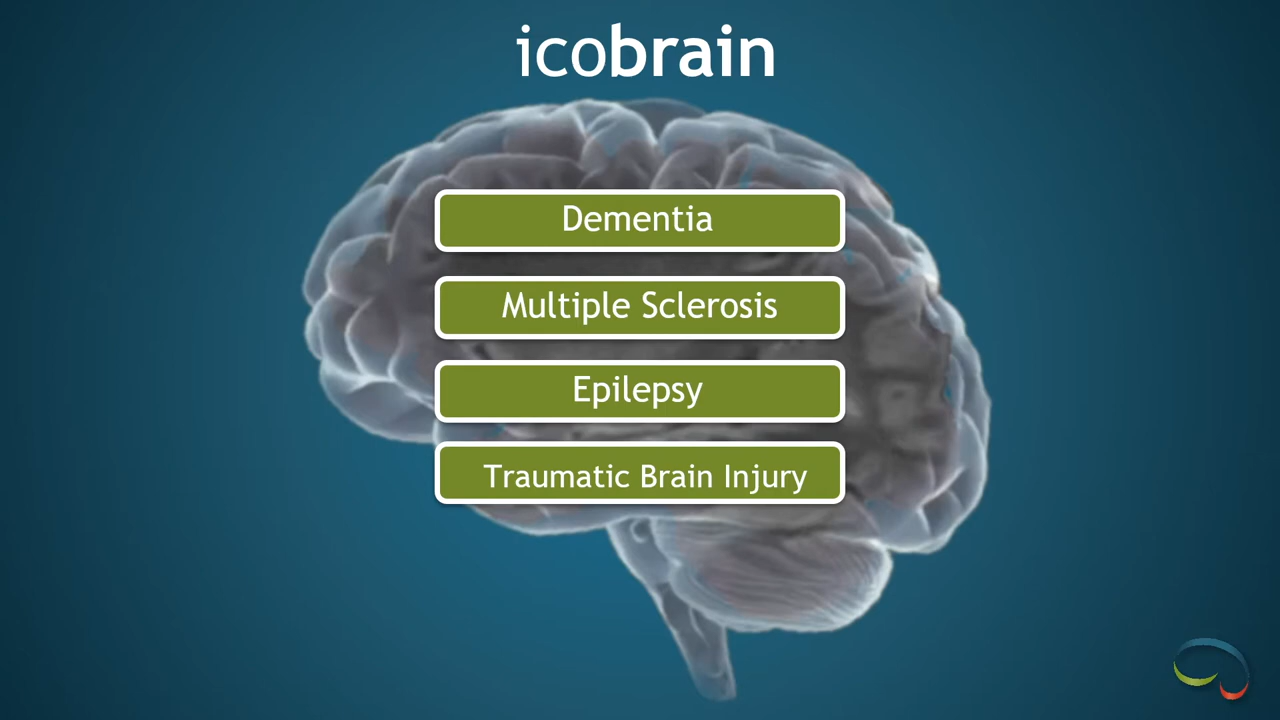 icobrain
Dementia
Multiple Sclerosis
Epilepsy
Traumatic Brain Injury